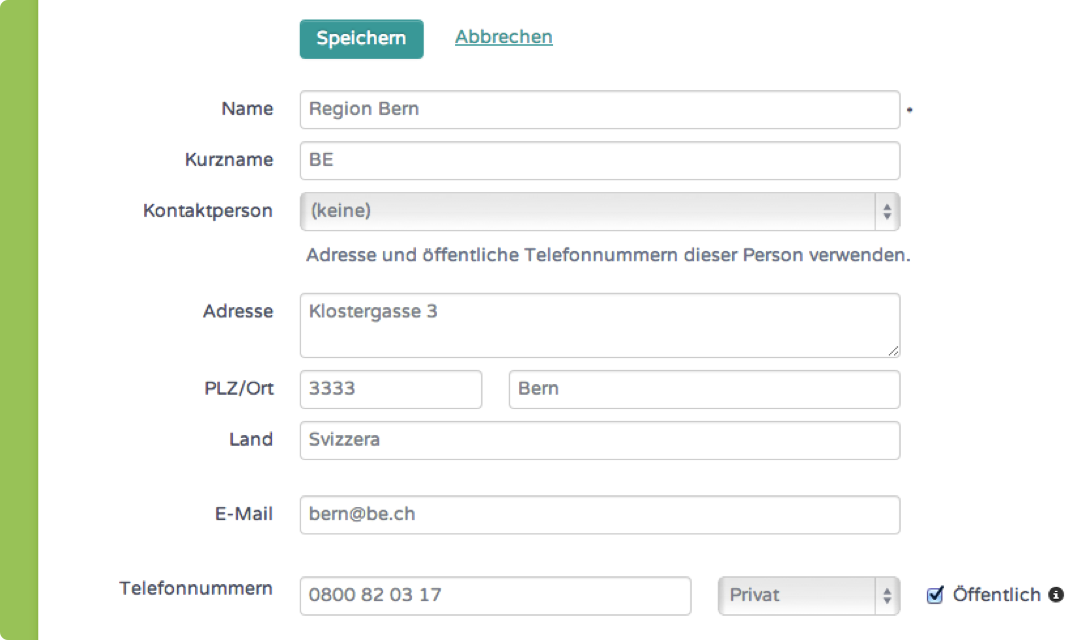 Speichern Abbrechen
Name Region Bern *
Kurzname BE
Kontaktperson (keine)
Adresse und öffentliche Telefonnummern dieser Person verwenden.
Adresse Klostergasse 3
PLZ/Ort 3333 Bern
Land Svizzera
E-Mail bern@be.ch
Telefonnummern 0800 82 03 17 Privat Öffentlich